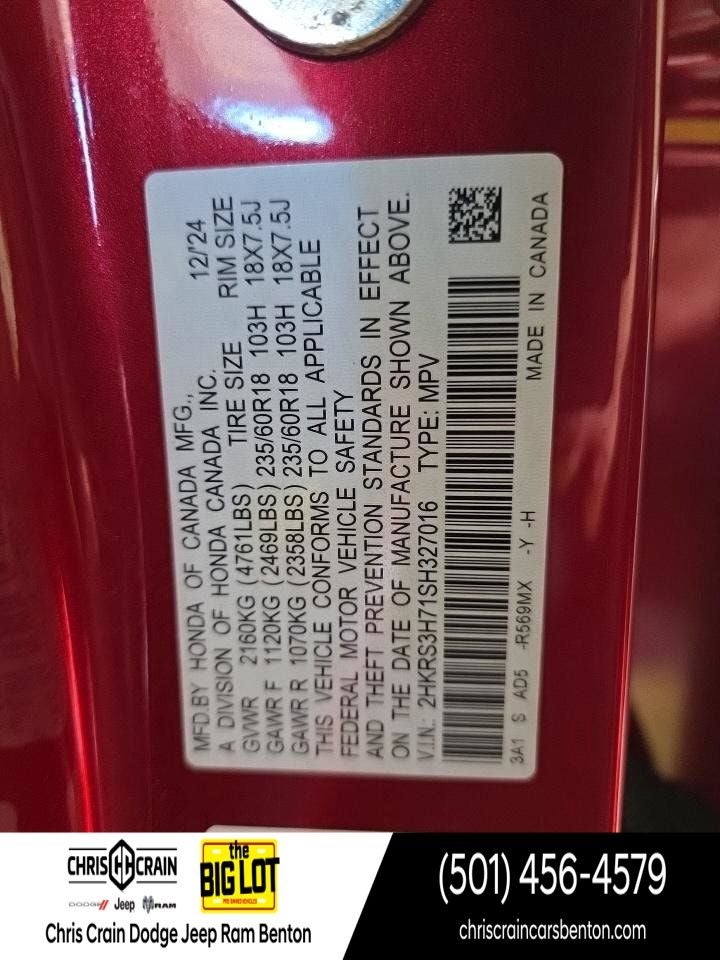 MFD.BY HONDA OF CANADA MFG., 12/'24
A DIVISION OF HONDA CANADA INC.
TIRE SIZE RIM SIZE
GVWR 2160KG (4761LBS)
GAWR F 1120KG (2469LBS) 235/60R18 103H 18X7.5J
GAWR R 1070KG (2358LBS) 235/60R18 103H 18X7.5J
THIS VEHICLE CONFORMS TO ALL APPLICABLE
FEDERAL MOTOR VEHICLE SAFETY
AND THEFT PREVENTION STANDARDS IN EFFECT
ON THE DATE OF MANUFACTURE SHOWN ABOVE.
V.I.N.: 2HKRS3H71SH327016 TYPE: MPV
3A1 S AD5 -R569MX -Y -H MADE IN CANADA
CHRIS CRAIN
DODGE Jeep RAM
the
BIG LOT
PRE-OWNED VEHICLES
Chris Crain Dodge Jeep Ram Benton
(501) 456-4579
chriscraincarsbenton.com